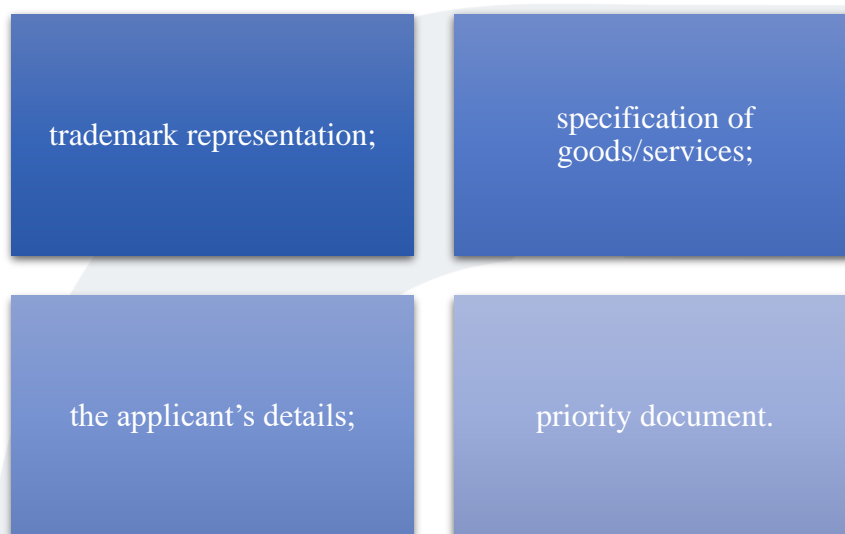 trademark representation;
specification of
goods/services;
the applicant’s details;
priority document.